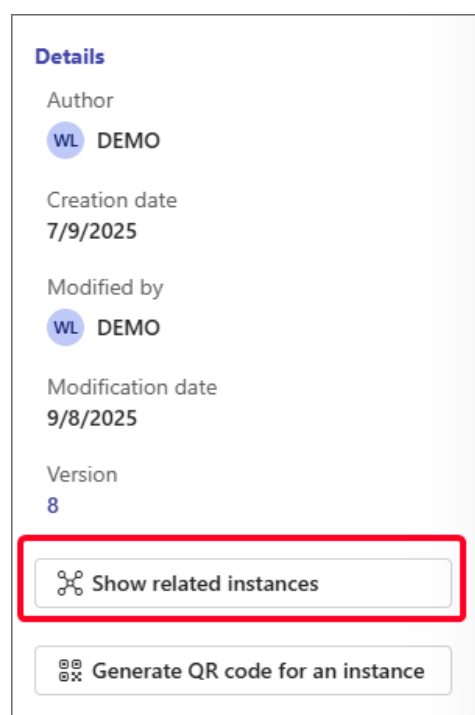 Details
Author
WL DEMO
Creation date
7/9/2025
Modified by
WL DEMO
Modification date
9/8/2025
Version
8
Show related instances
Generate QR code for an instance